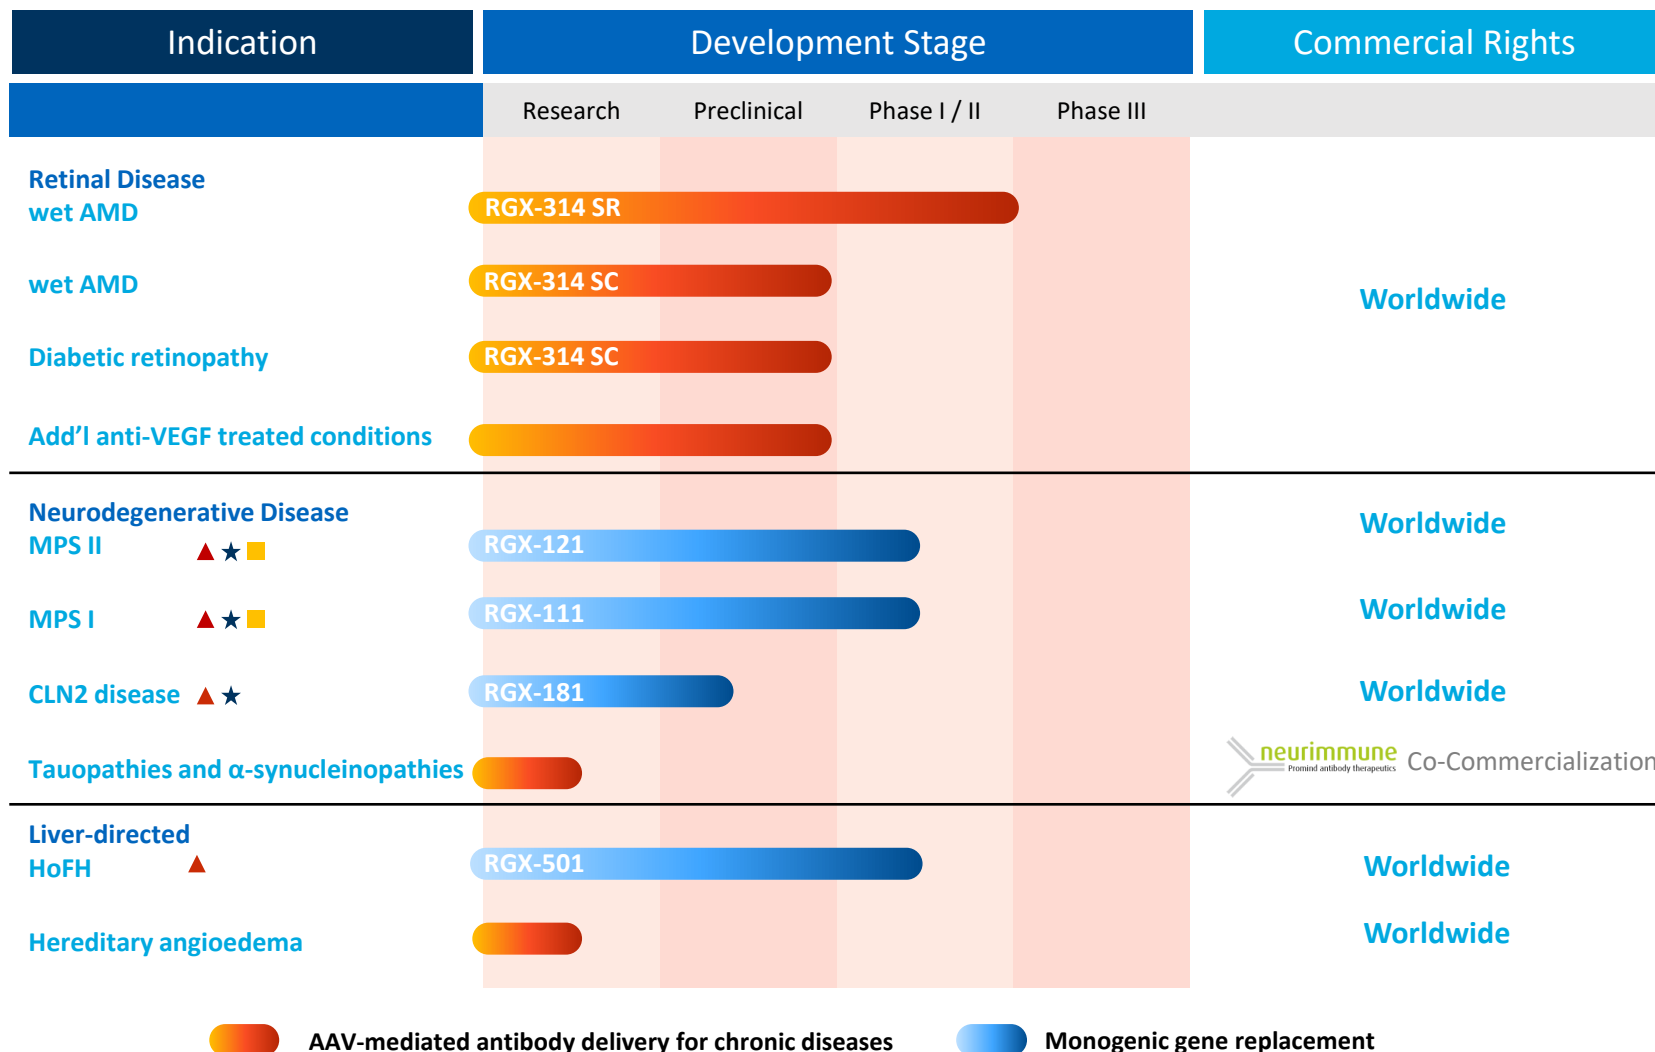 Indication Development Stage Commercial Rights
Research Preclinical Phase I / II Phase III
Retinal Disease
wet AMD RGX-314 SR
wet AMD RGX-314 SC
Worldwide
Diabetic retinopathy RGX-314 SC
Add’l anti-VEGF treated conditions
Neurodegenerative Disease
Worldwide
MPS II RGX-121
MPS I RGX-111 Worldwide
CLN2 disease RGX-181 Worldwide
Tauopathies and α-synucleinopathies neurimmune Co-Commercialization
Promind antibody therapeutics
Liver-directed
HoFH RGX-501 Worldwide
Hereditary angioedema Worldwide
AAV-mediated antibody delivery for chronic diseases Monogenic gene replacement